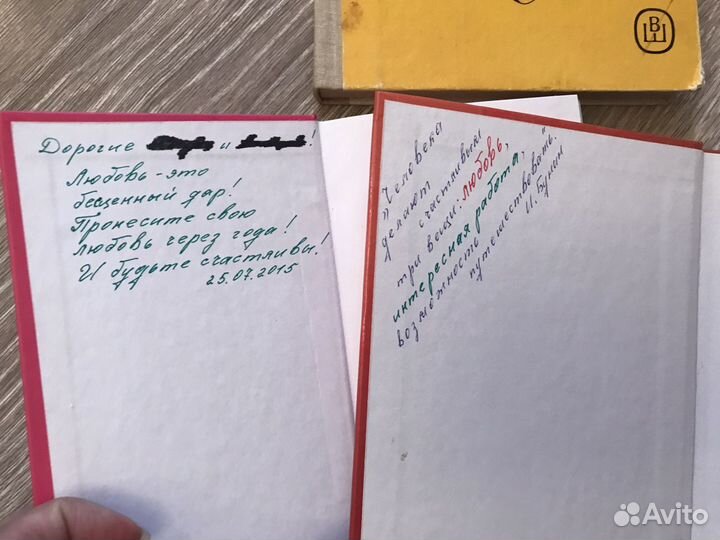 Дорогие и !
Любовь - это
бесценный дар!
Пронесите свою
любовь через года!
И будьте счастливы!
25.07.2015
„Человека
делают счастливым
три вещи: любовь,
интересная работа,
возможность
путешествовать."
И. Бунин
ВШ
Avito